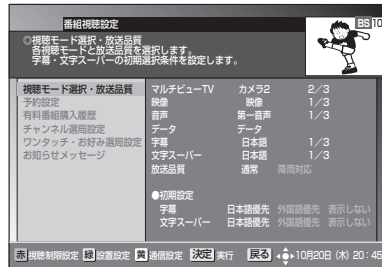 番組視聴設定
BS 10
◎視聴モード選択・放送品質
各視聴モードと放送品質を選択します。
字幕・文字スーパーの初期選択条件を設定します。
視聴モード選択・放送品質
予約設定
有料番組購入履歴
チャンネル選局設定
ワンタッチ・お好み選局設定
お知らせメッセージ
マルチビューTV カメラ2 2/3
映像 映像 1/3
音声 第一音声 1/3
データ データ
字幕 日本語 1/3
文字スーパー 日本語 1/3
放送品質 通常 降雨対応
●初期設定
字幕 日本語優先 外国語優先 表示しない
文字スーパー 日本語優先 外国語優先 表示しない
赤 視聴制限設定 緑 設置設定 黄 通信設定 決定 実行 戻る 10月20日 (木) 20:45